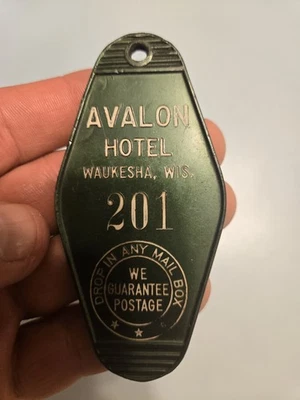 AVALON
HOTEL
WAUKESHA, WIS.
201
DROP IN ANY MAIL BOX
WE
GUARANTEE
POSTAGE